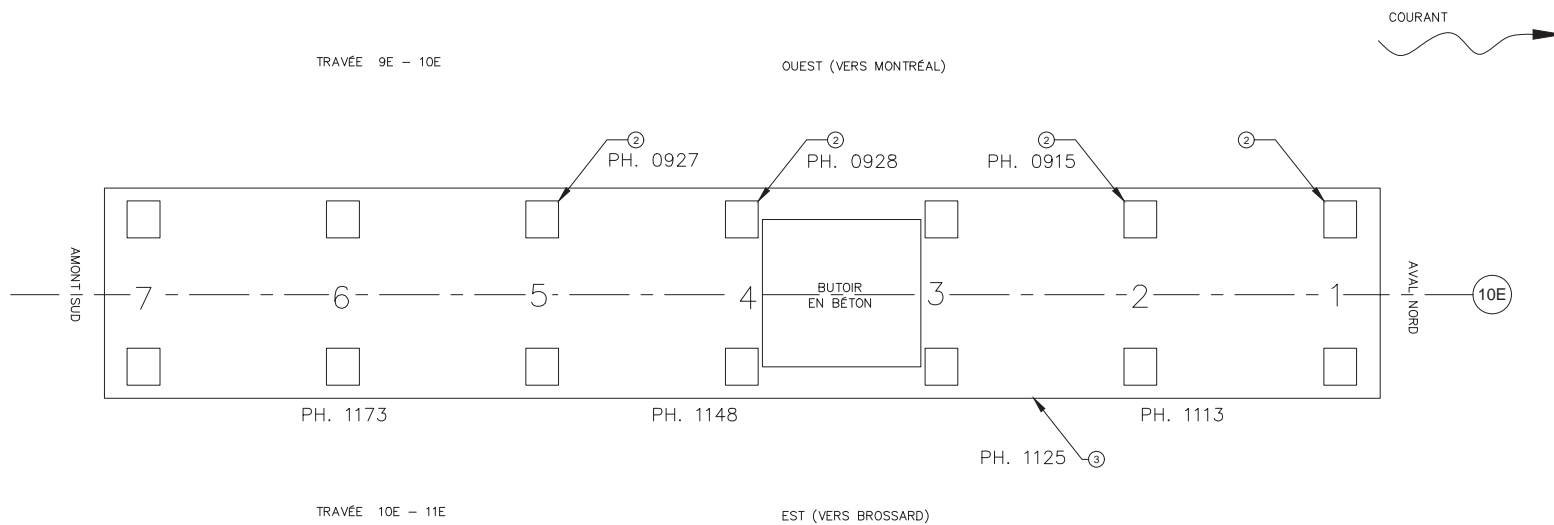 COURANT
TRAVÉE 9E – 10E
OUEST (VERS MONTRÉAL)
2
2
2
2
PH. 0927
PH. 0928
PH. 0915
AMONT SUD
7
6
5
4
BUTOIR
EN BÉTON
3
2
1
AVAL NORD
10E
PH. 1173
PH. 1148
PH. 1113
PH. 1125
3
TRAVÉE 10E – 11E
EST (VERS BROSSARD)